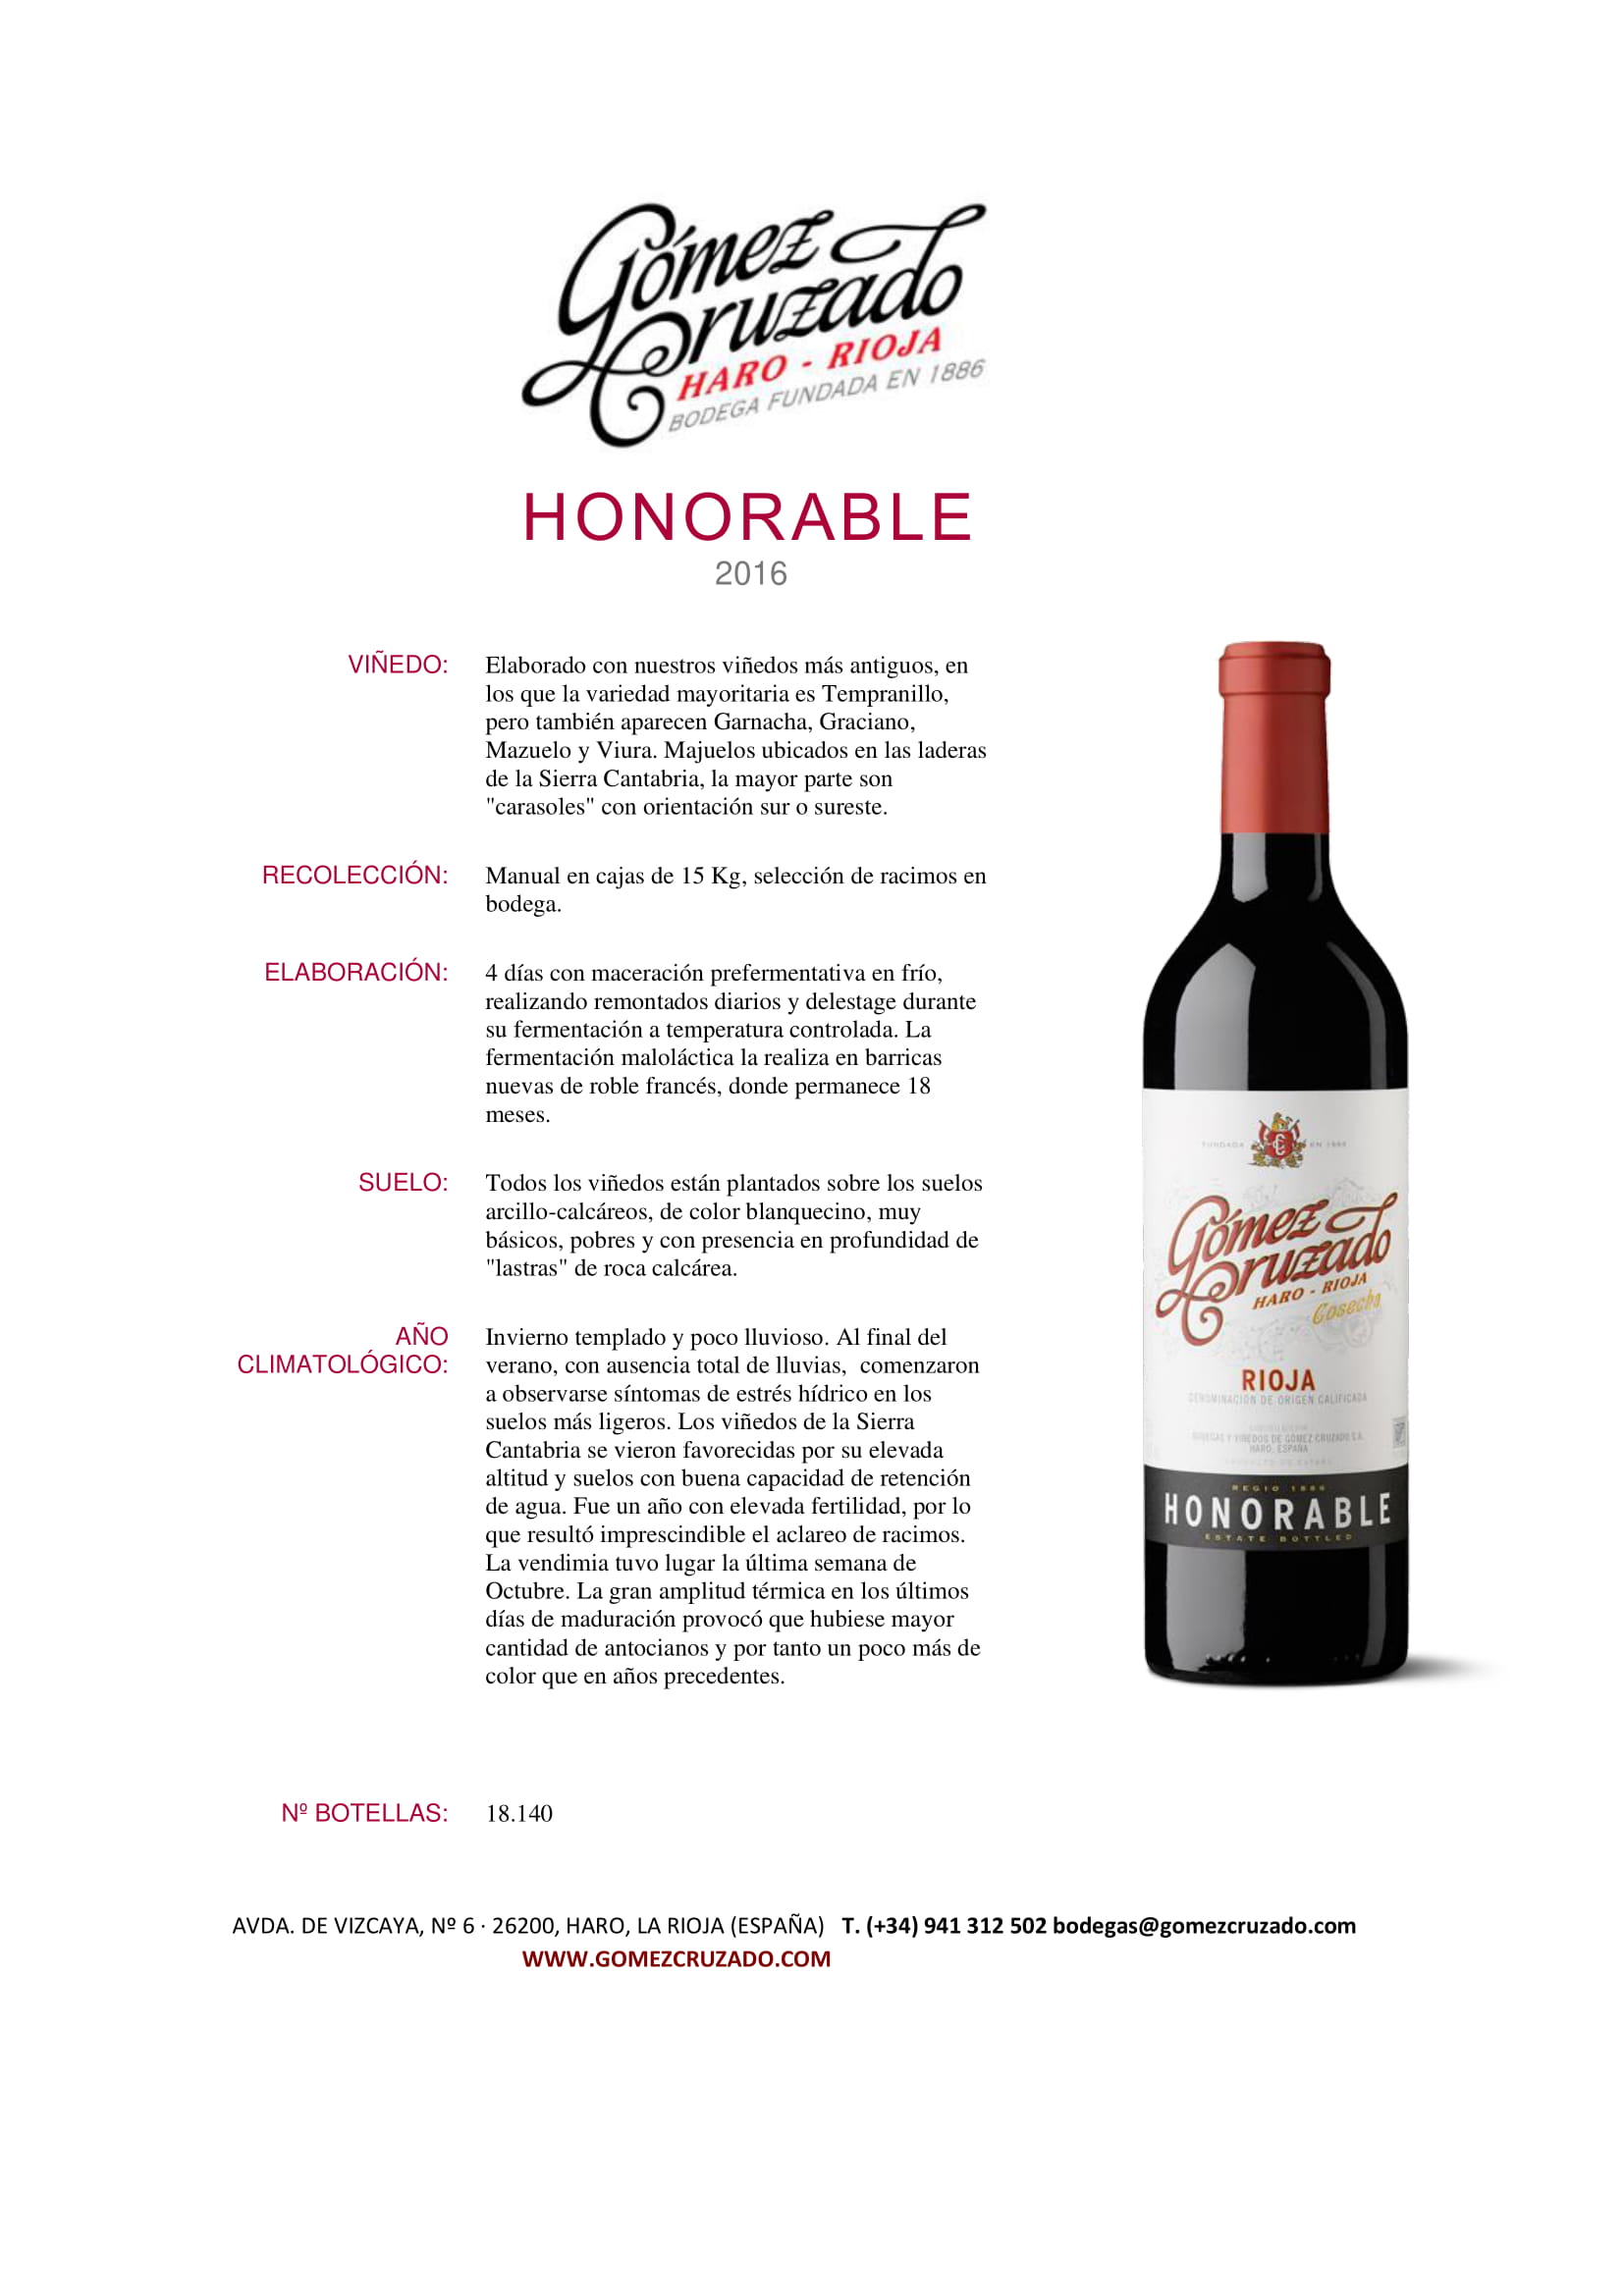 Gómez
Cruzado
HARO - RIOJA
BODEGA FUNDADA EN 1886
HONORABLE
2016
VIÑEDO: Elaborado con nuestros viñedos más antiguos, en
los que la variedad mayoritaria es Tempranillo,
pero también aparecen Garnacha, Graciano,
Mazuelo y Viura. Majuelos ubicados en las laderas
de la Sierra Cantabria, la mayor parte son
"carasoles" con orientación sur o sureste.
RECOLECCIÓN: Manual en cajas de 15 Kg, selección de racimos en
bodega.
ELABORACIÓN: 4 días con maceración prefermentativa en frío,
realizando remontados diarios y delestage durante
su fermentación a temperatura controlada. La
fermentación maloláctica la realiza en barricas
nuevas de roble francés, donde permanece 18
meses.
SUELO: Todos los viñedos están plantados sobre los suelos
arcillo-calcáreos, de color blanquecino, muy
básicos, pobres y con presencia en profundidad de
"lastras" de roca calcárea.
AÑO Invierno templado y poco lluvioso. Al final del
CLIMATOLÓGICO: verano, con ausencia total de lluvias, comenzaron
a observarse síntomas de estrés hídrico en los
suelos más ligeros. Los viñedos de la Sierra
Cantabria se vieron favorecidas por su elevada
altitud y suelos con buena capacidad de retención
de agua. Fue un año con elevada fertilidad, por lo
que resultó imprescindible el aclareo de racimos.
La vendimia tuvo lugar la última semana de
Octubre. La gran amplitud térmica en los últimos
días de maduración provocó que hubiese mayor
cantidad de antocianos y por tanto un poco más de
color que en años precedentes.
Nº BOTELLAS: 18.140
FUNDADA EN 1886
Gómez
Cruzado
HARO - RIOJA
Cosecha
RIOJA
DENOMINACIÓN DE ORIGEN CALIFICADA
BODEGAS Y VIÑEDOS DE GÓMEZ CRUZADO S.A.
HARO, ESPAÑA
REGIO 1886
HONORABLE
ESTATE BOTTLED
AVDA. DE VIZCAYA, Nº 6 · 26200, HARO, LA RIOJA (ESPAÑA) T. (+34) 941 312 502 bodegas@gomezcruzado.com
WWW.GOMEZCRUZADO.COM